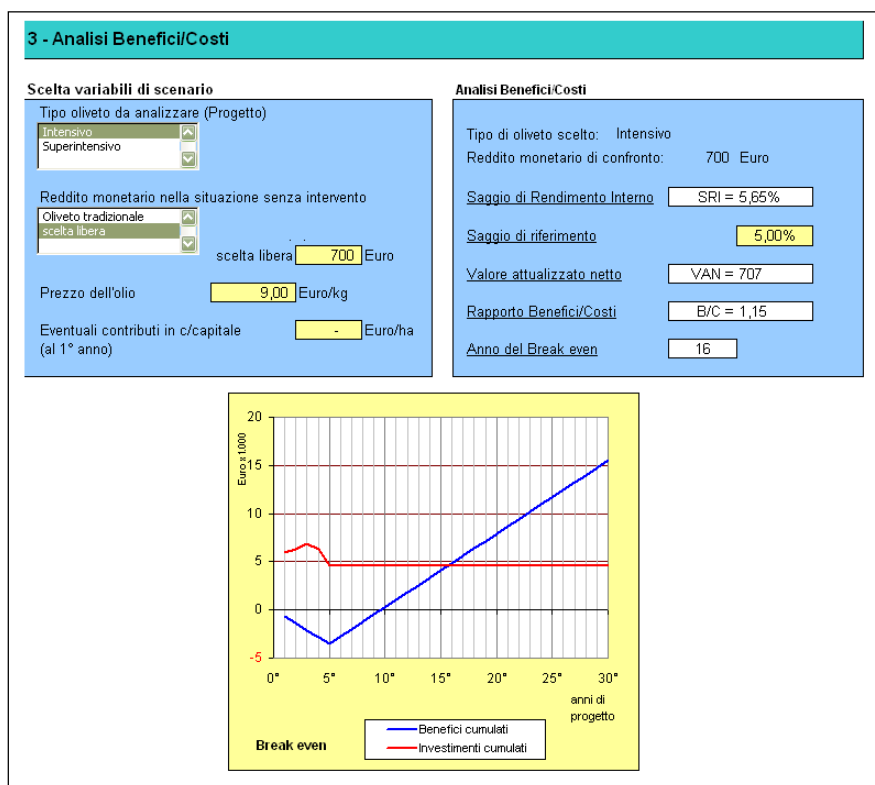 3 - Analisi Benefici/Costi
Scelta variabili di scenario
Tipo oliveto da analizzare (Progetto)
Intensivo
Superintensivo
Reddito monetario nella situazione senza intervento
Oliveto tradizionale
scelta libera
scelta libera 700 Euro
Prezzo dell'olio 9,00 Euro/kg
Eventuali contributi in c/capitale - Euro/ha
(al 1° anno)
Analisi Benefici/Costi
Tipo di oliveto scelto: Intensivo
Reddito monetario di confronto: 700 Euro
Saggio di Rendimento Interno SRI = 5,65%
Saggio di riferimento 5,00%
Valore attualizzato netto VAN = 707
Rapporto Benefici/Costi B/C = 1,15
Anno del Break even 16
Euro x 1.000
20
15
10
5
0
-5
0° 5° 10° 15° 20° 25° 30°
anni di
progetto
Break even
Benefici cumulati
Investimenti cumulati